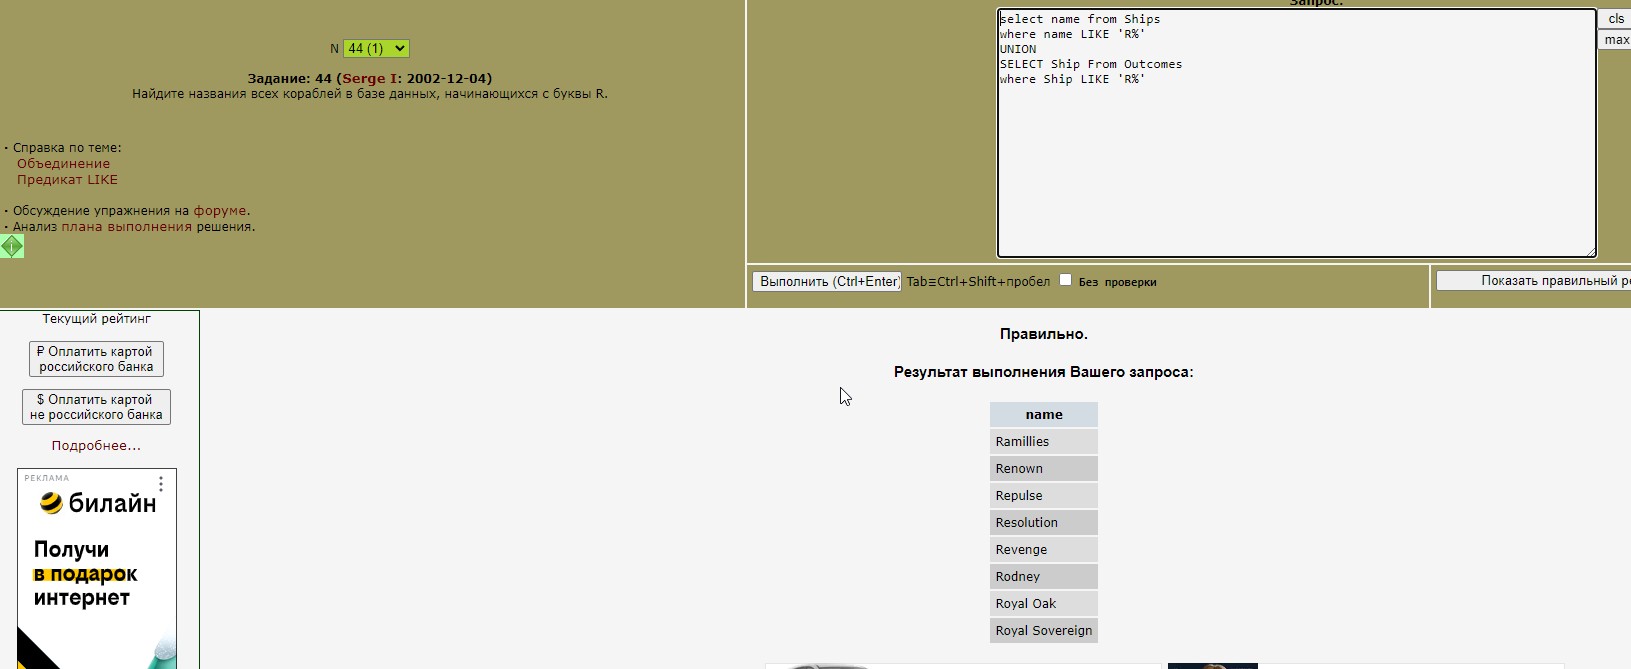 Запрос:
N 44 (1)
Задание: 44 (Serge I: 2002-12-04)
Найдите названия всех кораблей в базе данных, начинающихся с буквы R.
· Справка по теме:
Объединение
Предикат LIKE
· Обсуждение упражнения на форуме.
· Анализ плана выполнения решения.
select name from Ships
where name LIKE 'R%'
UNION
SELECT Ship From Outcomes
where Ship LIKE 'R%'
cls
max
Выполнить (Ctrl+Enter) Tab≡Ctrl+Shift+пробел Без проверки
Показать правильный ре
Текущий рейтинг
₽ Оплатить картой
российского банка
$ Оплатить картой
не российского банка
Подробнее...
РЕКЛАМА
билайн
Получи
в подарок
интернет
Правильно.
Результат выполнения Вашего запроса:
name
Ramillies
Renown
Repulse
Resolution
Revenge
Rodney
Royal Oak
Royal Sovereign